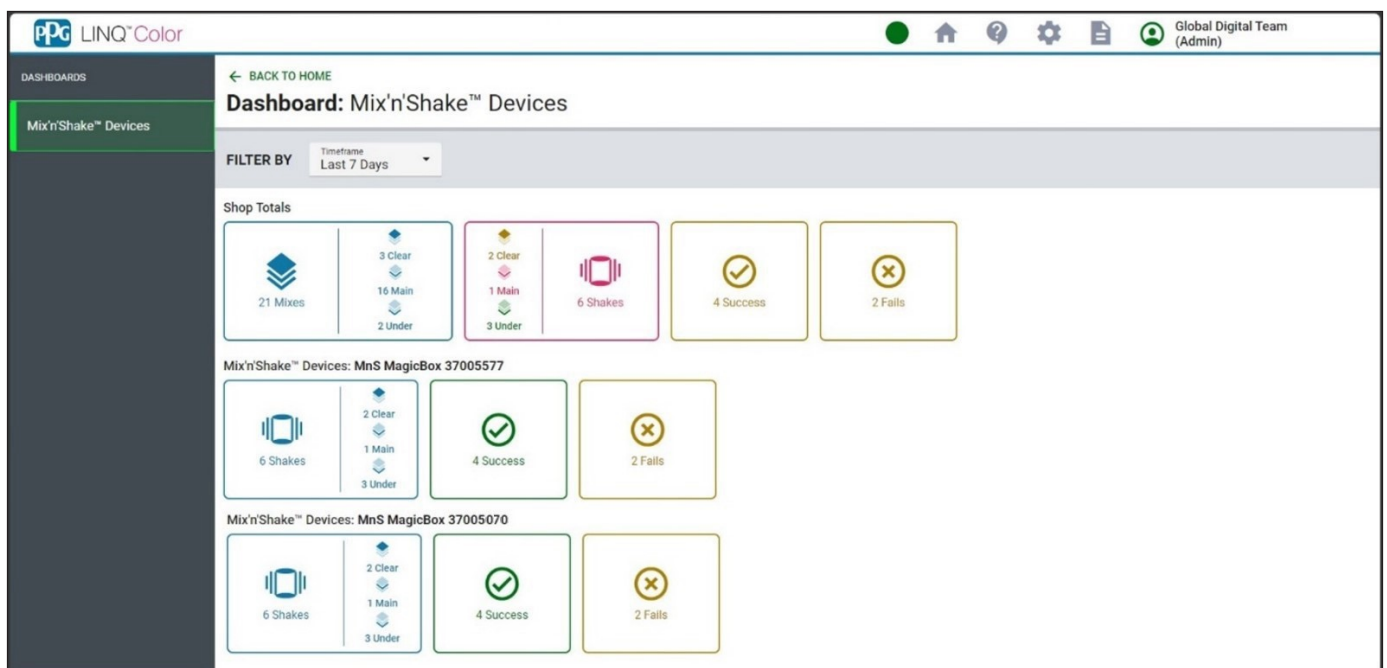 PPG LINQ™Color
Global Digital Team
(Admin)
DASHBOARDS
Mix'n'Shake™ Devices
← BACK TO HOME
Dashboard: Mix'n'Shake™ Devices
FILTER BY
Timeframe
Last 7 Days
Shop Totals
21 Mixes
3 Clear
16 Main
2 Under
2 Clear
1 Main
3 Under
6 Shakes
4 Success
2 Fails
Mix'n'Shake™ Devices: MnS MagicBox 37005577
6 Shakes
2 Clear
1 Main
3 Under
4 Success
2 Fails
Mix'n'Shake™ Devices: MnS MagicBox 37005070
6 Shakes
2 Clear
1 Main
3 Under
4 Success
2 Fails